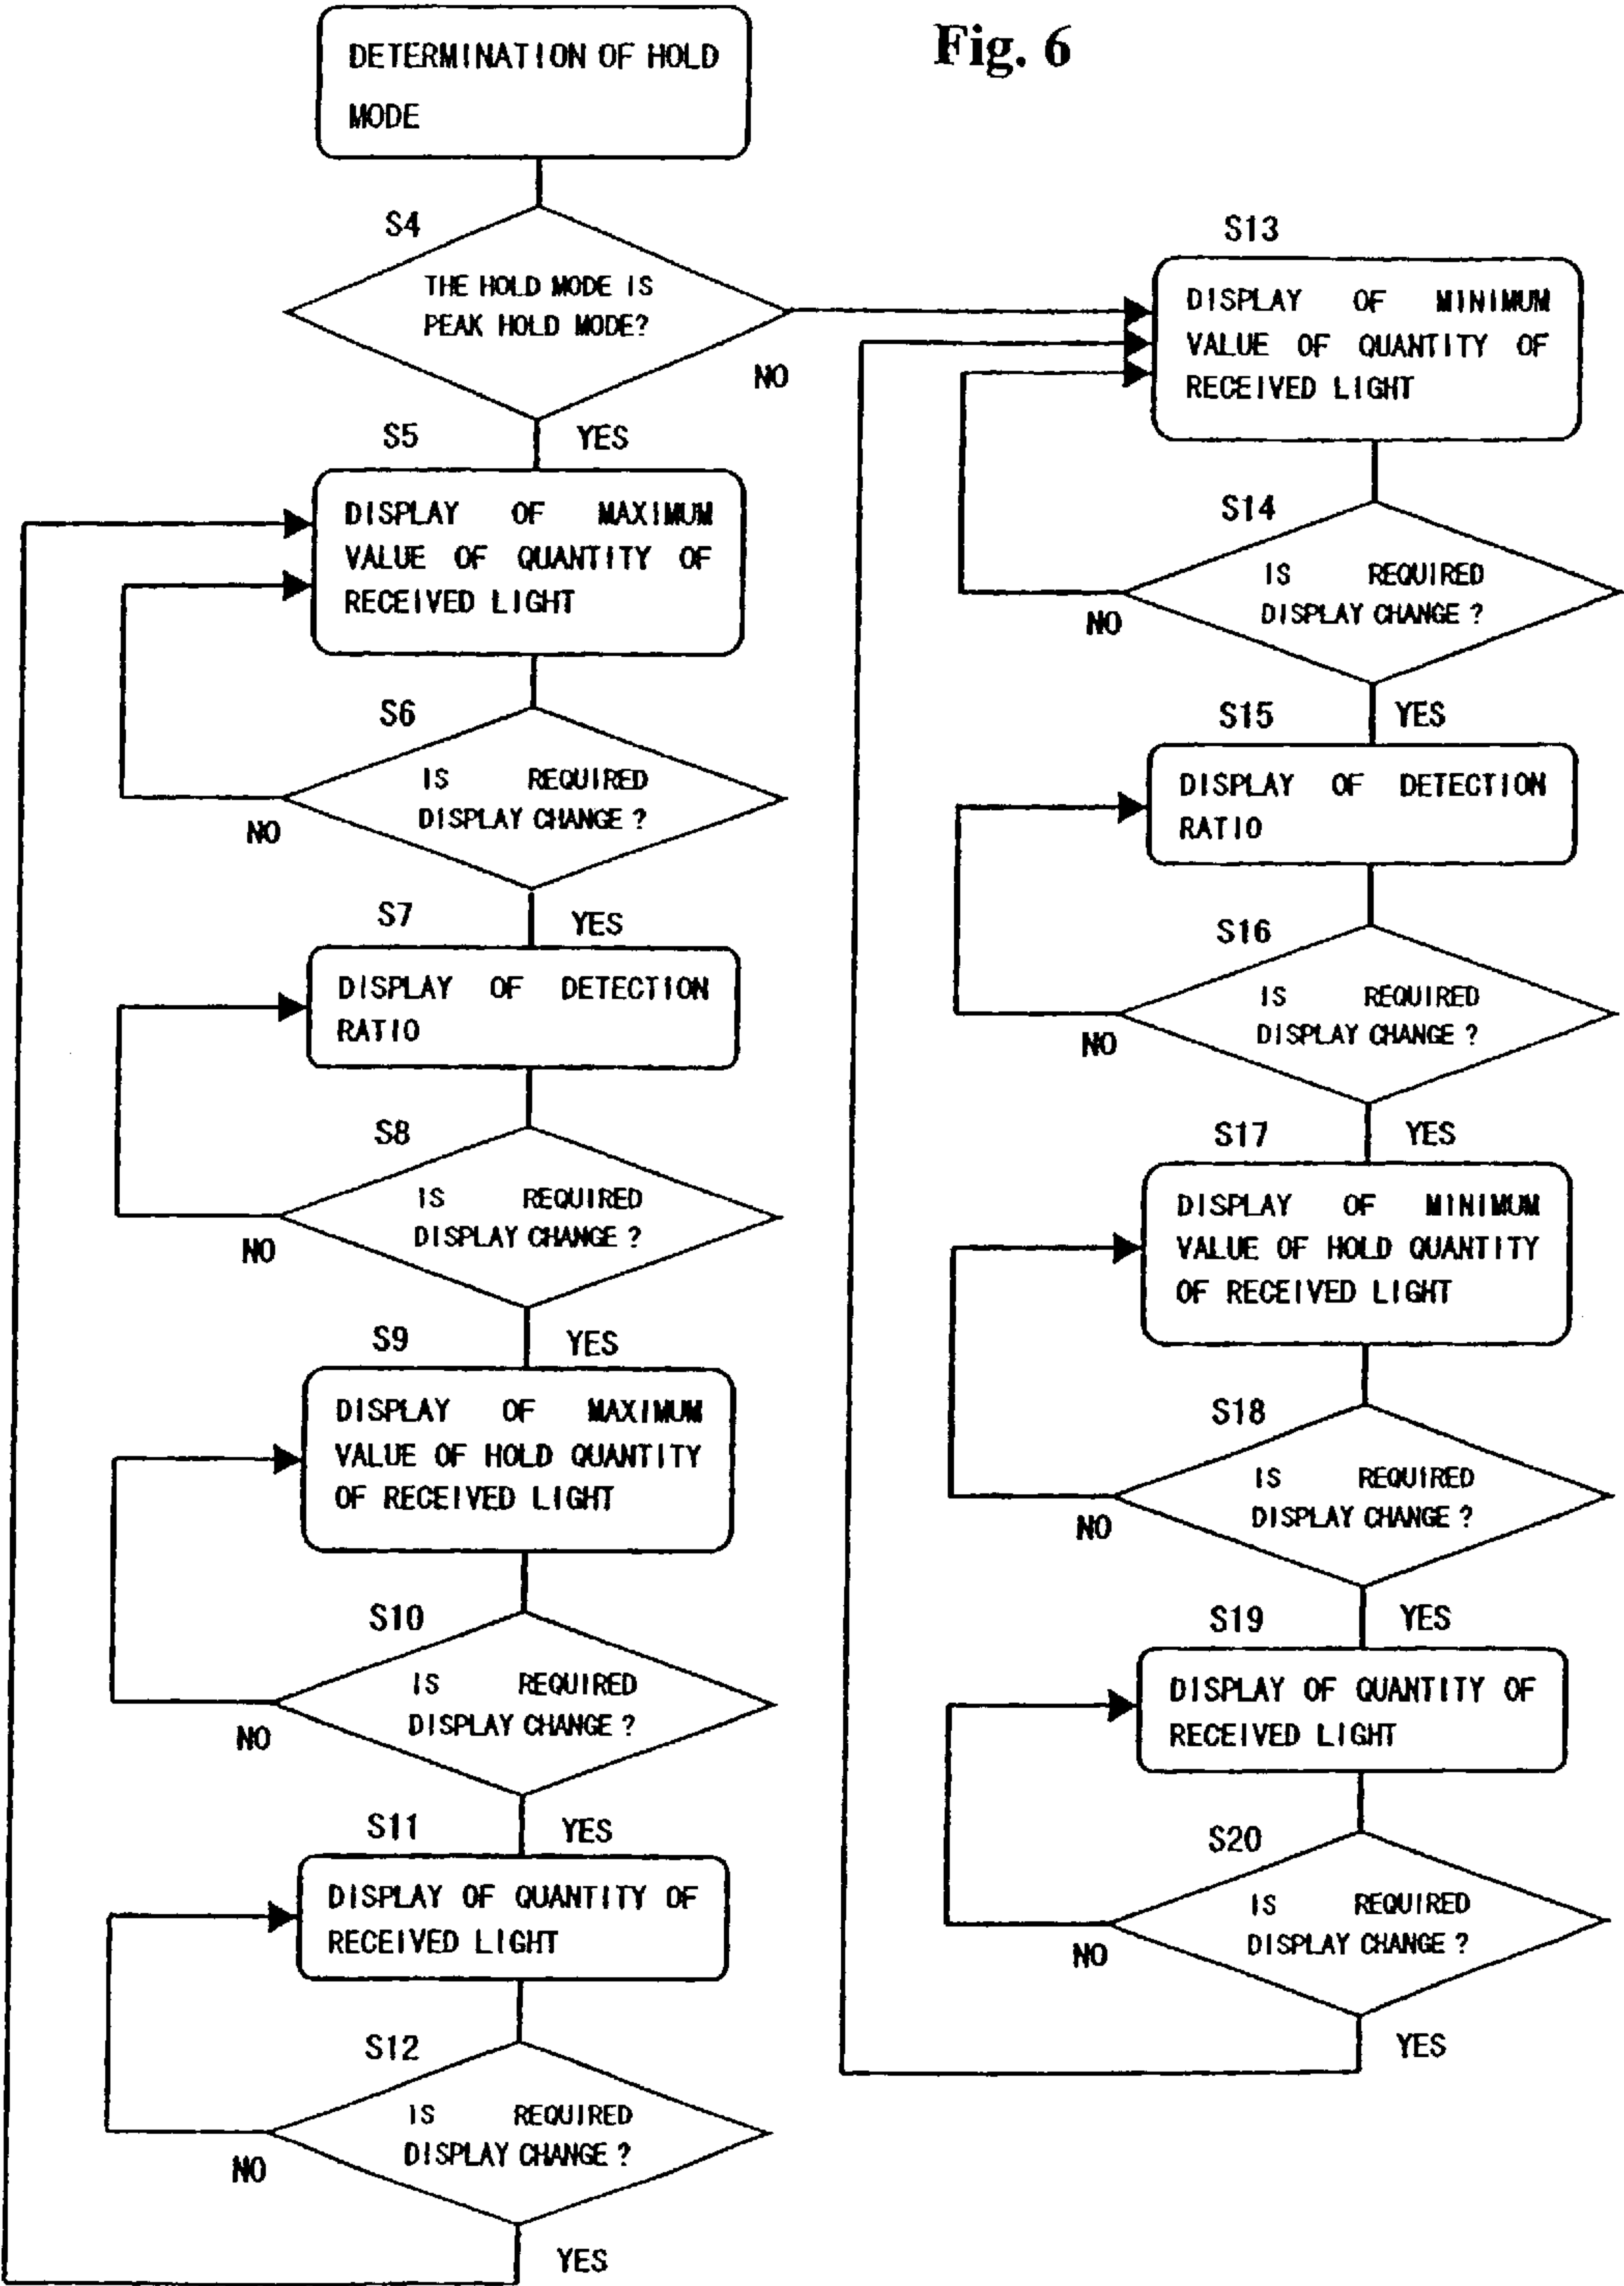 Fig. 6
DETERMINATION OF HOLD
MODE
S4
THE HOLD MODE IS
PEAK HOLD MODE?
NO
YES
S5
DISPLAY OF MAXIMUM
VALUE OF QUANTITY OF
RECEIVED LIGHT
S6
IS REQUIRED
DISPLAY CHANGE ?
NO
YES
S7
DISPLAY OF DETECTION
RATIO
S8
IS REQUIRED
DISPLAY CHANGE ?
NO
YES
S9
DISPLAY OF MAXIMUM
VALUE OF HOLD QUANTITY
OF RECEIVED LIGHT
S10
IS REQUIRED
DISPLAY CHANGE ?
NO
YES
S11
DISPLAY OF QUANTITY OF
RECEIVED LIGHT
S12
IS REQUIRED
DISPLAY CHANGE ?
NO
YES
S13
DISPLAY OF MINIMUM
VALUE OF QUANTITY OF
RECEIVED LIGHT
S14
IS REQUIRED
DISPLAY CHANGE ?
NO
YES
S15
DISPLAY OF DETECTION
RATIO
S16
IS REQUIRED
DISPLAY CHANGE ?
NO
YES
S17
DISPLAY OF MINIMUM
VALUE OF HOLD QUANTITY
OF RECEIVED LIGHT
S18
IS REQUIRED
DISPLAY CHANGE ?
NO
YES
S19
DISPLAY OF QUANTITY OF
RECEIVED LIGHT
S20
IS REQUIRED
DISPLAY CHANGE ?
NO
YES